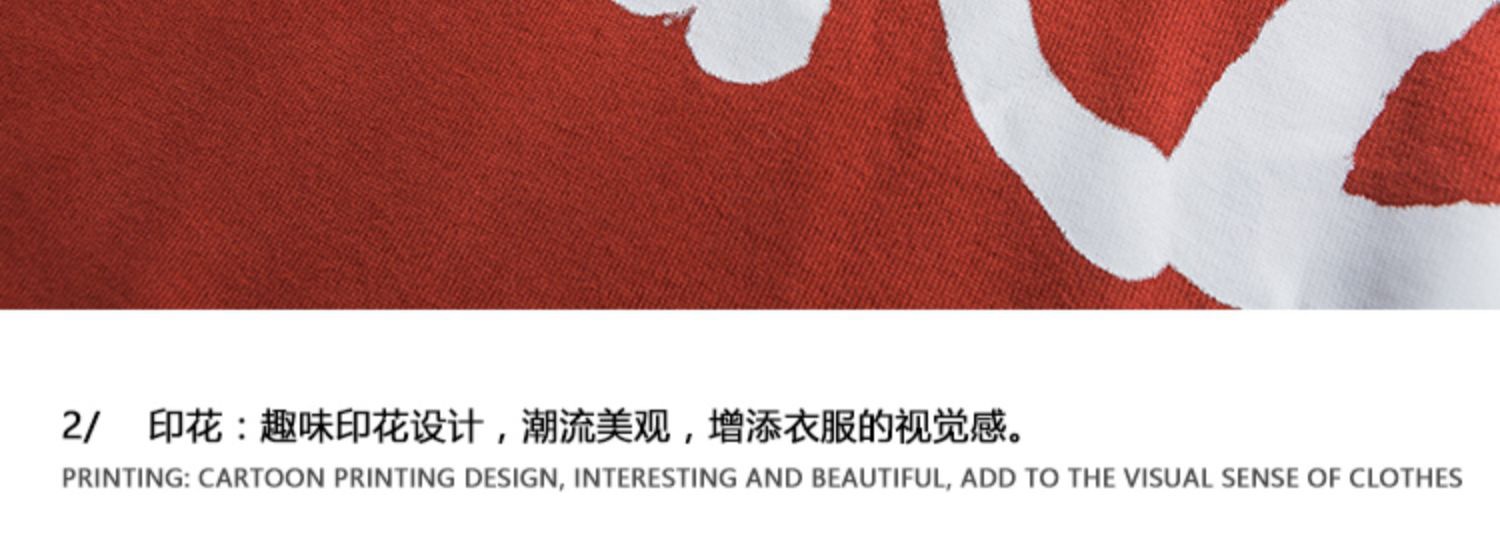 2/ 印花：趣味印花设计，潮流美观，增添衣服的视觉感。
PRINTING: CARTOON PRINTING DESIGN, INTERESTING AND BEAUTIFUL, ADD TO THE VISUAL SENSE OF CLOTHES